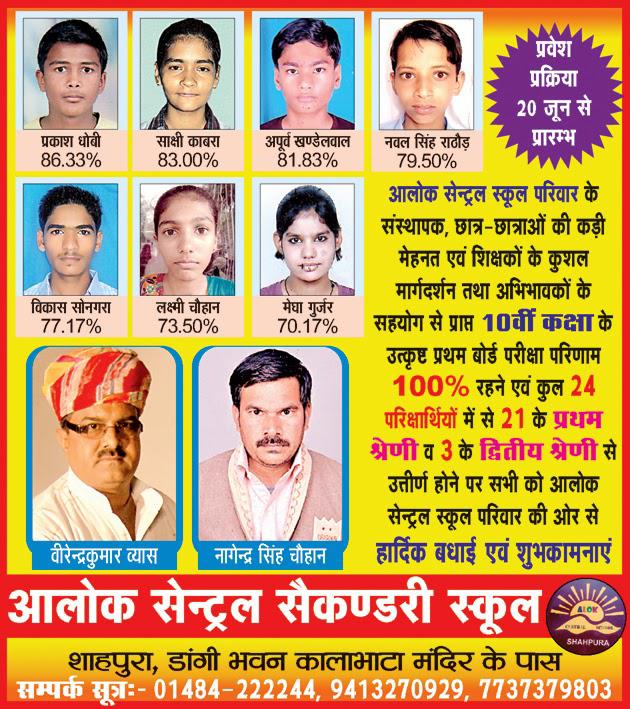 प्रकाश धोबी
86.33%
साक्षी काबरा
83.00%
अपूर्व खण्डेलवाल
81.83%
नवल सिंह राठौड़
79.50%
प्रवेश
प्रक्रिया
20 जून से
प्रारम्भ
विकास सोनगरा
77.17%
लक्ष्मी चौहान
73.50%
मेघा गुर्जर
70.17%
आलोक सेन्ट्रल स्कूल परिवार के
संस्थापक, छात्र-छात्राओं की कड़ी
मेहनत एवं शिक्षकों के कुशल
मार्गदर्शन तथा अभिभावकों के
सहयोग से प्राप्त 10वीं कक्षा के
उत्कृष्ट प्रथम बोर्ड परीक्षा परिणाम
100% रहने एवं कुल 24
परिक्षार्थियों में से 21 के प्रथम
श्रेणी व 3 के द्वितीय श्रेणी से
उत्तीर्ण होने पर सभी को आलोक
सेन्ट्रल स्कूल परिवार की ओर से
हार्दिक बधाई एवं शुभकामनाएं
वीरेन्द्रकुमार व्यास
नागेन्द्र सिंह चौहान
आलोक सेन्ट्रल सैकण्डरी स्कूल
ALOK
CENTRAL SCHOOL
SHAHPURA
शाहपुरा, डांगी भवन कालाभाटा मंदिर के पास
सम्पर्क सूत्रः- 01484-222244, 9413270929, 7737379803